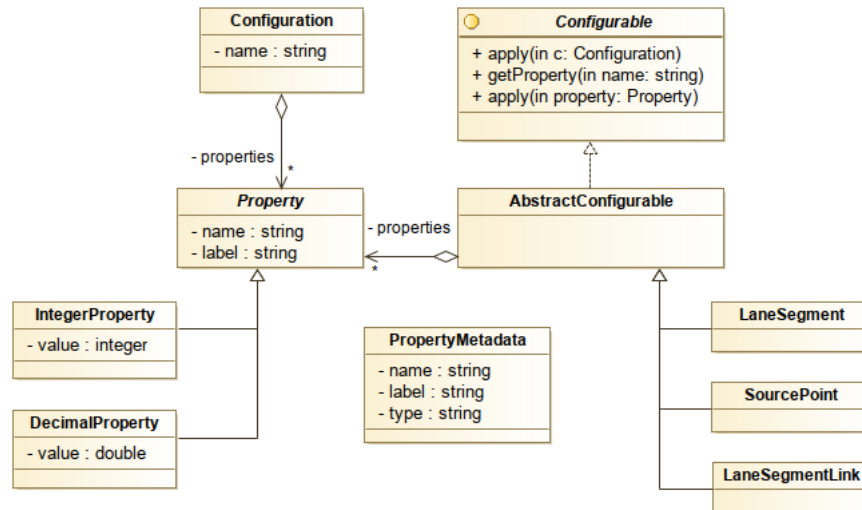 Configuration
- name : string
Configurable
+ apply(in c: Configuration)
+ getProperty(in name: string)
+ apply(in property: Property)
- properties
*
Property
- name : string
- label : string
AbstractConfigurable
- properties
*
IntegerProperty
- value : integer
DecimalProperty
- value : double
PropertyMetadata
- name : string
- label : string
- type : string
LaneSegment
SourcePoint
LaneSegmentLink